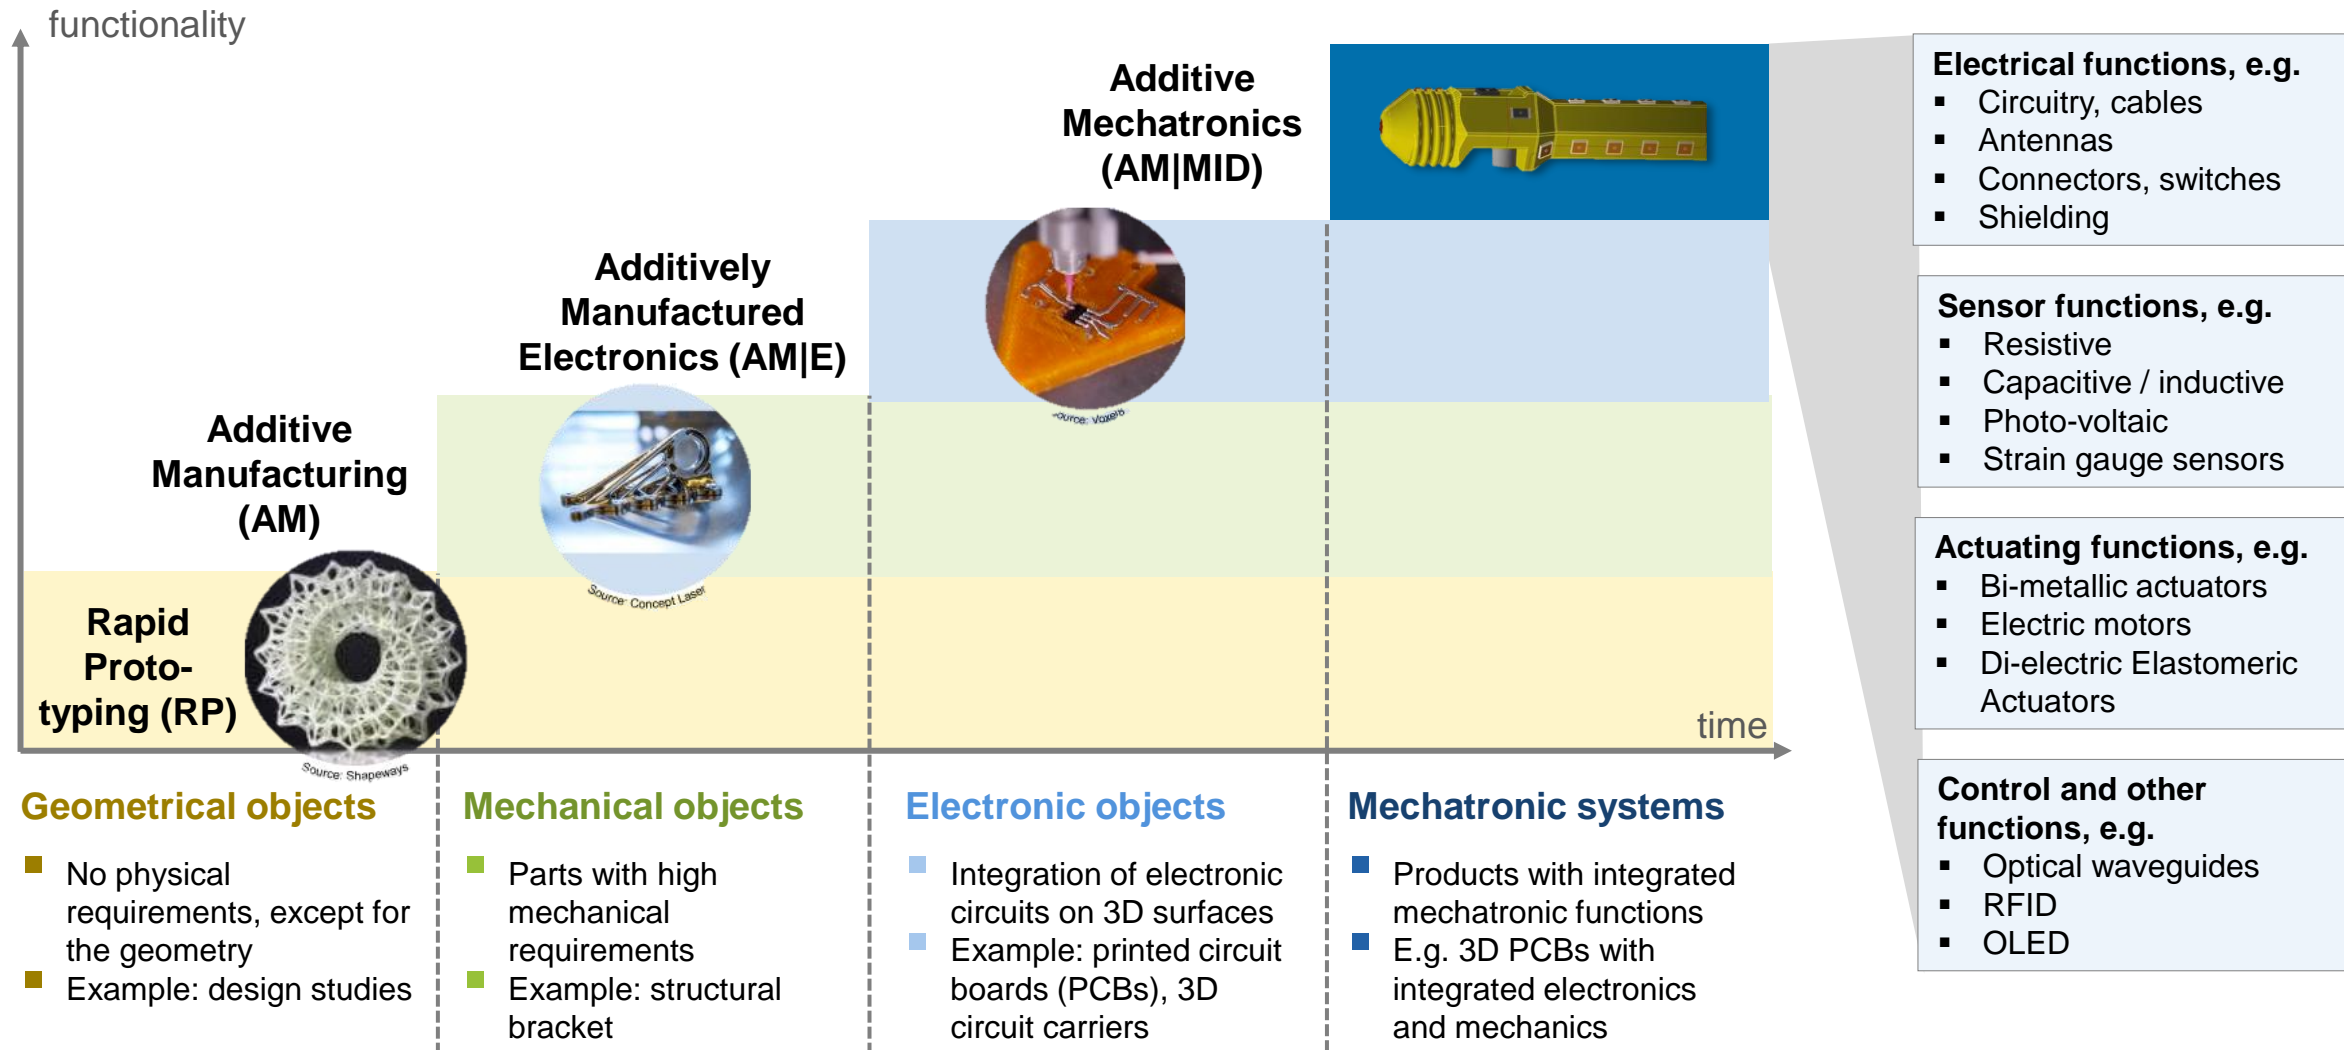 functionality
Additive
Mechatronics
(AM|MID)
Additively
Manufactured
Electronics (AM|E)
Additive
Manufacturing
(AM)
Rapid
Proto-
typing (RP)
Source: Shapeways
Source: Concept Laser
Source: Voxel8
time
Geometrical objects
No physical
requirements, except for
the geometry
Example: design studies
Mechanical objects
Parts with high
mechanical
requirements
Example: structural
bracket
Electronic objects
Integration of electronic
circuits on 3D surfaces
Example: printed circuit
boards (PCBs), 3D
circuit carriers
Mechatronic systems
Products with integrated
mechatronic functions
E.g. 3D PCBs with
integrated electronics
and mechanics
Electrical functions, e.g.
▪ Circuitry, cables
▪ Antennas
▪ Connectors, switches
▪ Shielding
Sensor functions, e.g.
▪ Resistive
▪ Capacitive / inductive
▪ Photo-voltaic
▪ Strain gauge sensors
Actuating functions, e.g.
▪ Bi-metallic actuators
▪ Electric motors
▪ Di-electric Elastomeric
Actuators
Control and other
functions, e.g.
▪ Optical waveguides
▪ RFID
▪ OLED